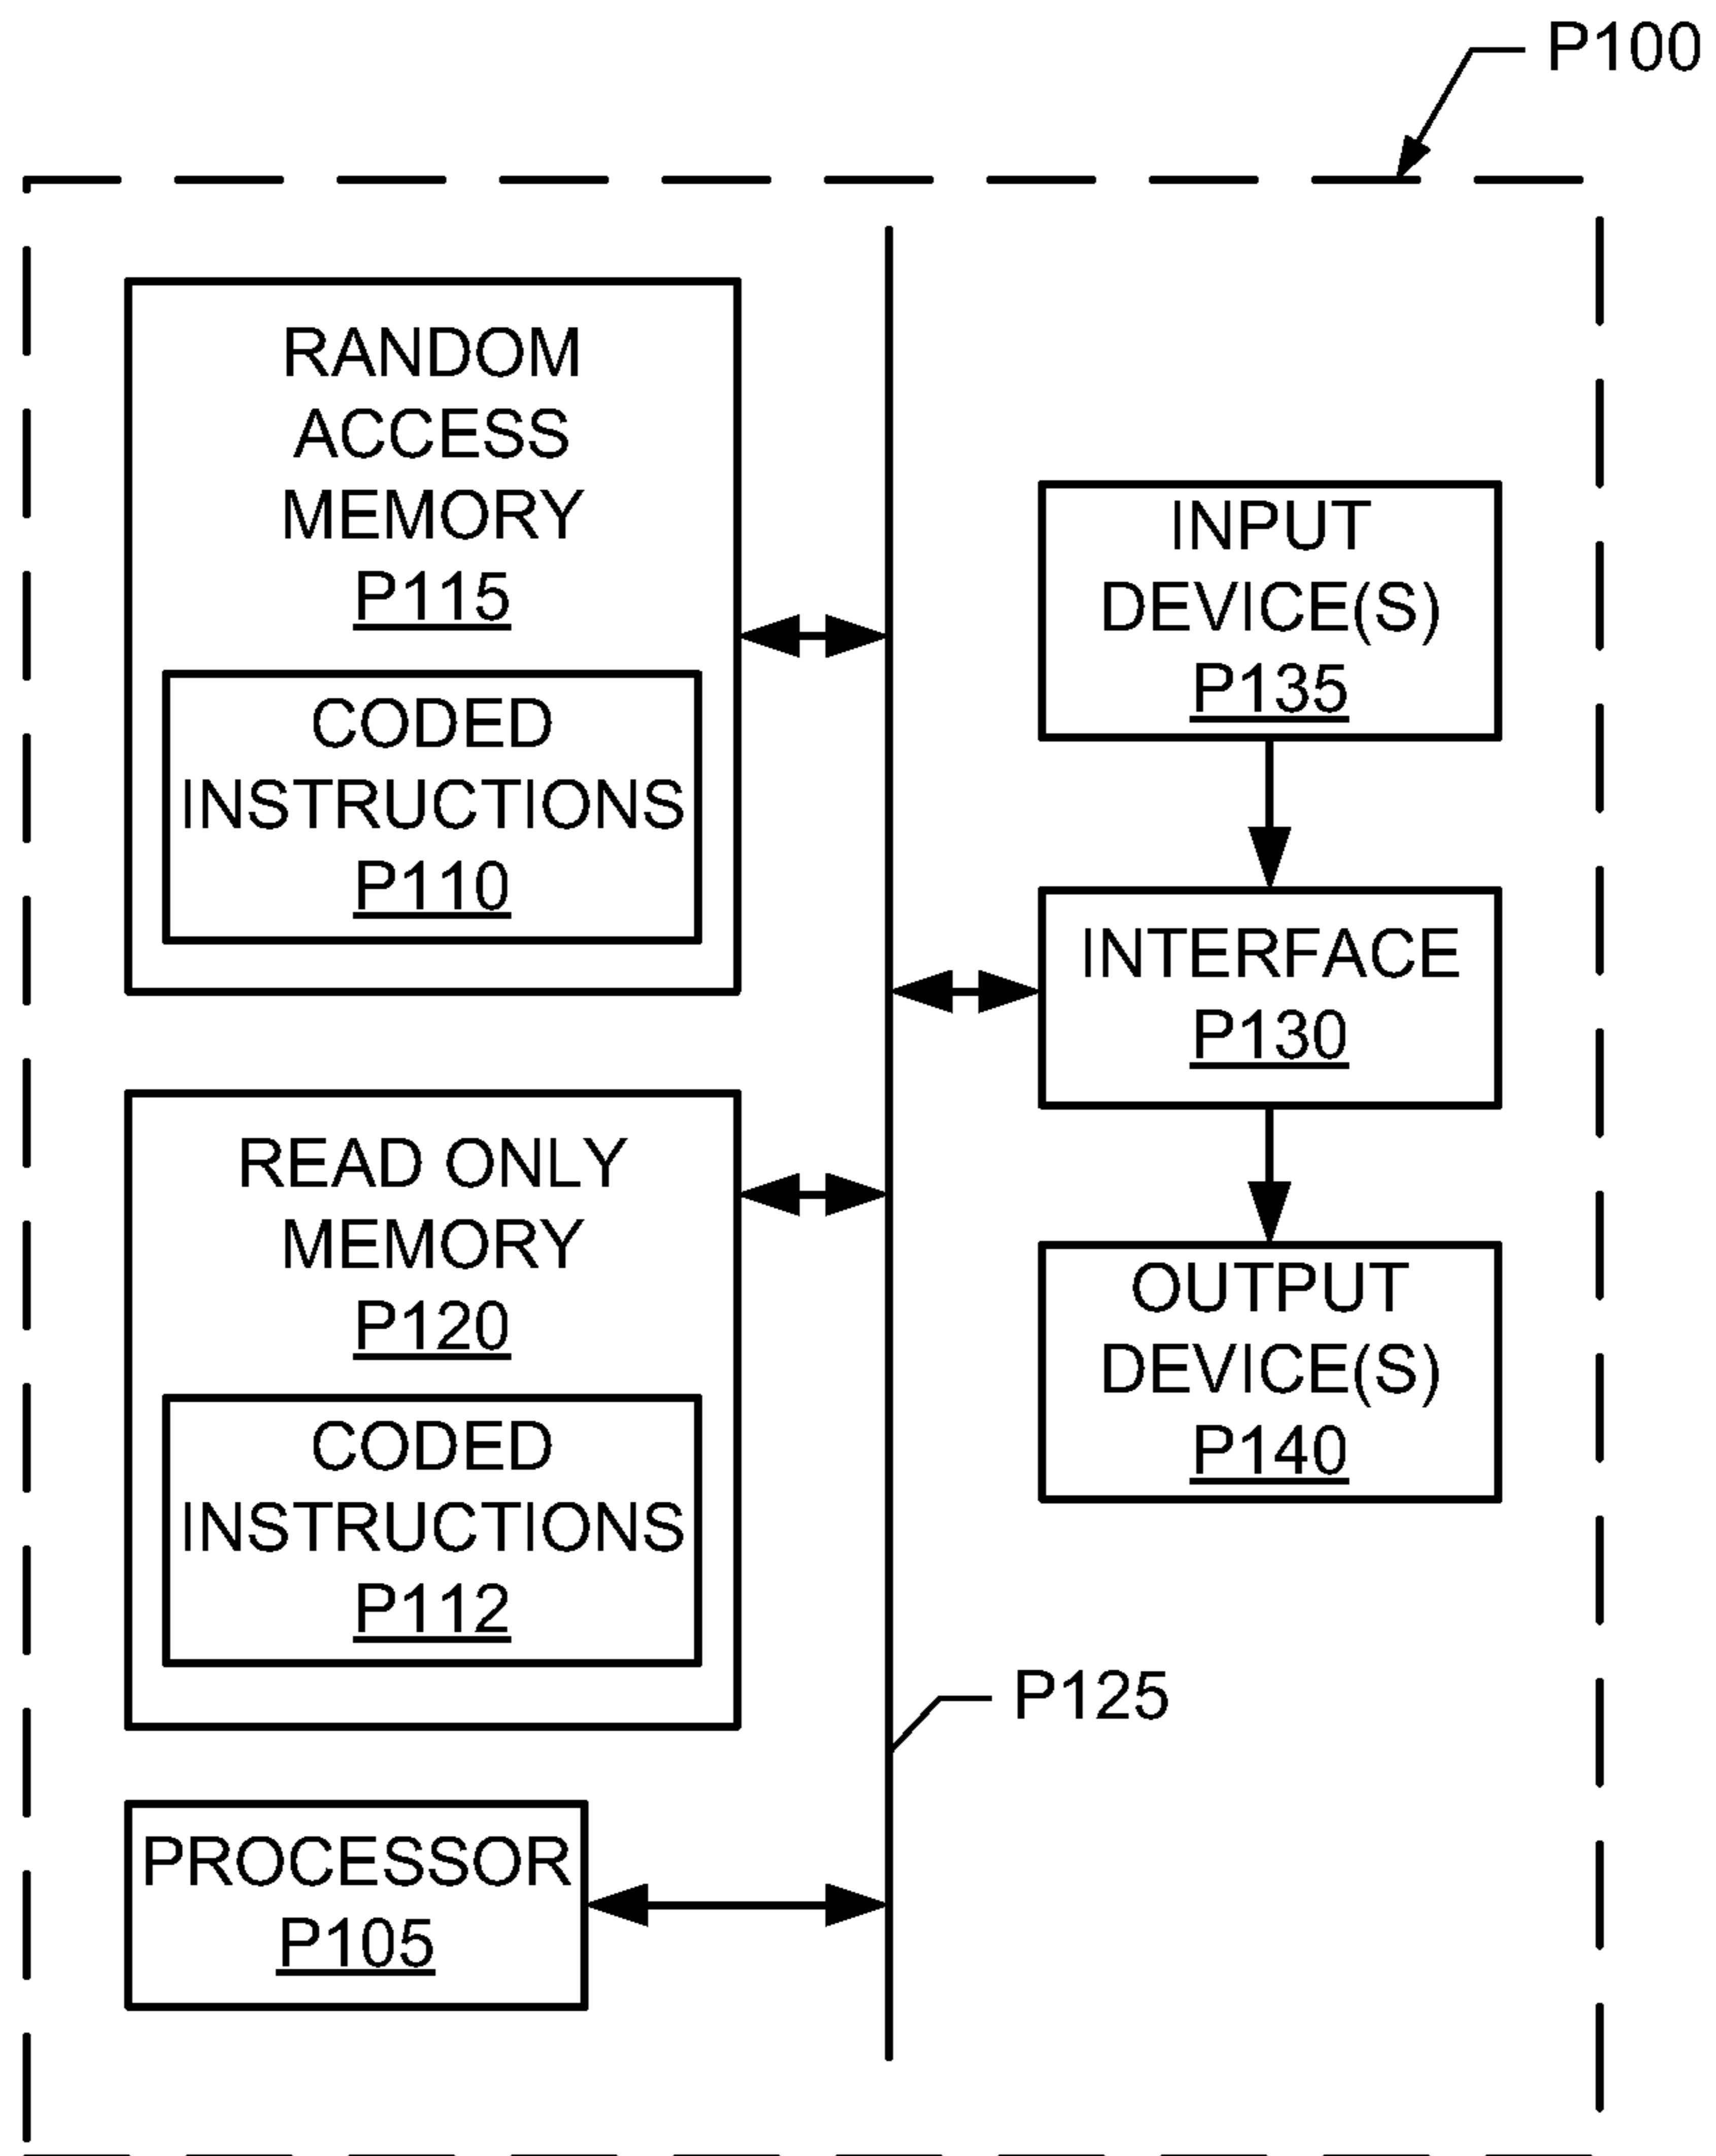 P100
RANDOM
ACCESS
MEMORY
P115
CODED
INSTRUCTIONS
P110
READ ONLY
MEMORY
P120
CODED
INSTRUCTIONS
P112
PROCESSOR
P105
INPUT
DEVICE(S)
P135
INTERFACE
P130
OUTPUT
DEVICE(S)
P140
P125